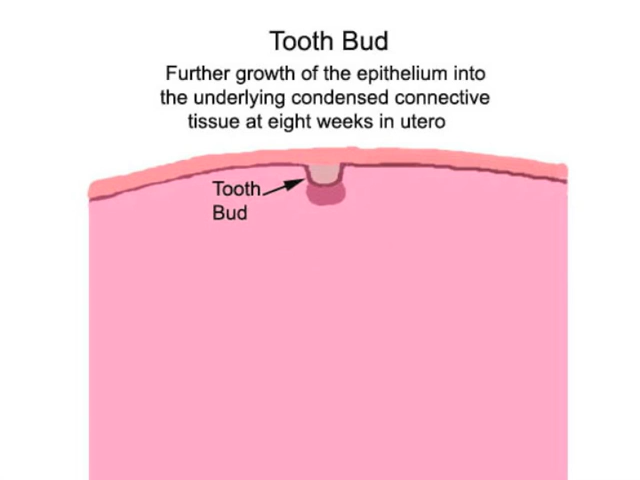 Tooth Bud
Further growth of the epithelium into
the underlying condensed connective
tissue at eight weeks in utero
Tooth
Bud